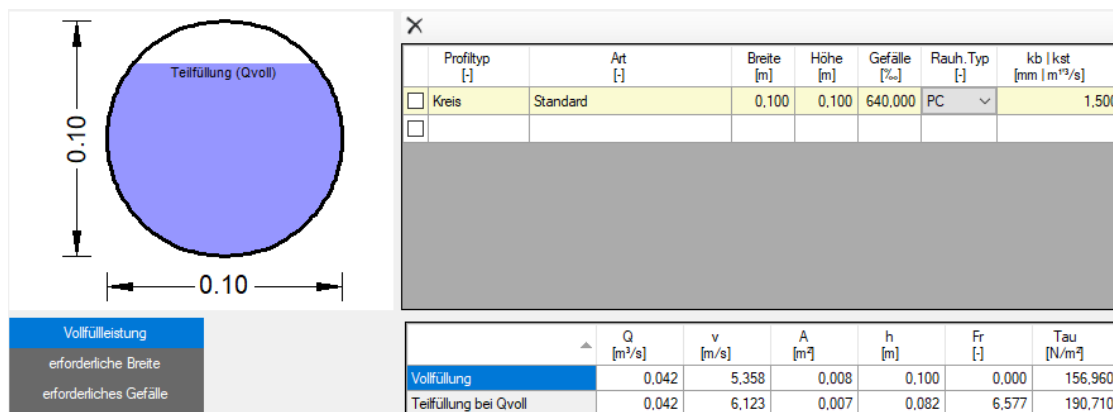 Teilfüllung (Qvoll)
0.10
0.10
Profiltyp Art Breite Höhe Gefälle Rauh.Typ kb | kst
[-] [-] [m] [m] [‰] [-] [mm | m¹'³/s]
Kreis Standard 0,100 0,100 640,000 PC 1,500
Vollfüllleistung
erforderliche Breite
erforderliches Gefälle
Q v A h Fr Tau
[m³/s] [m/s] [m²] [m] [-] [N/m²]
Vollfüllung 0,042 5,358 0,008 0,100 0,000 156,960
Teilfüllung bei Qvoll 0,042 6,123 0,007 0,082 6,577 190,710